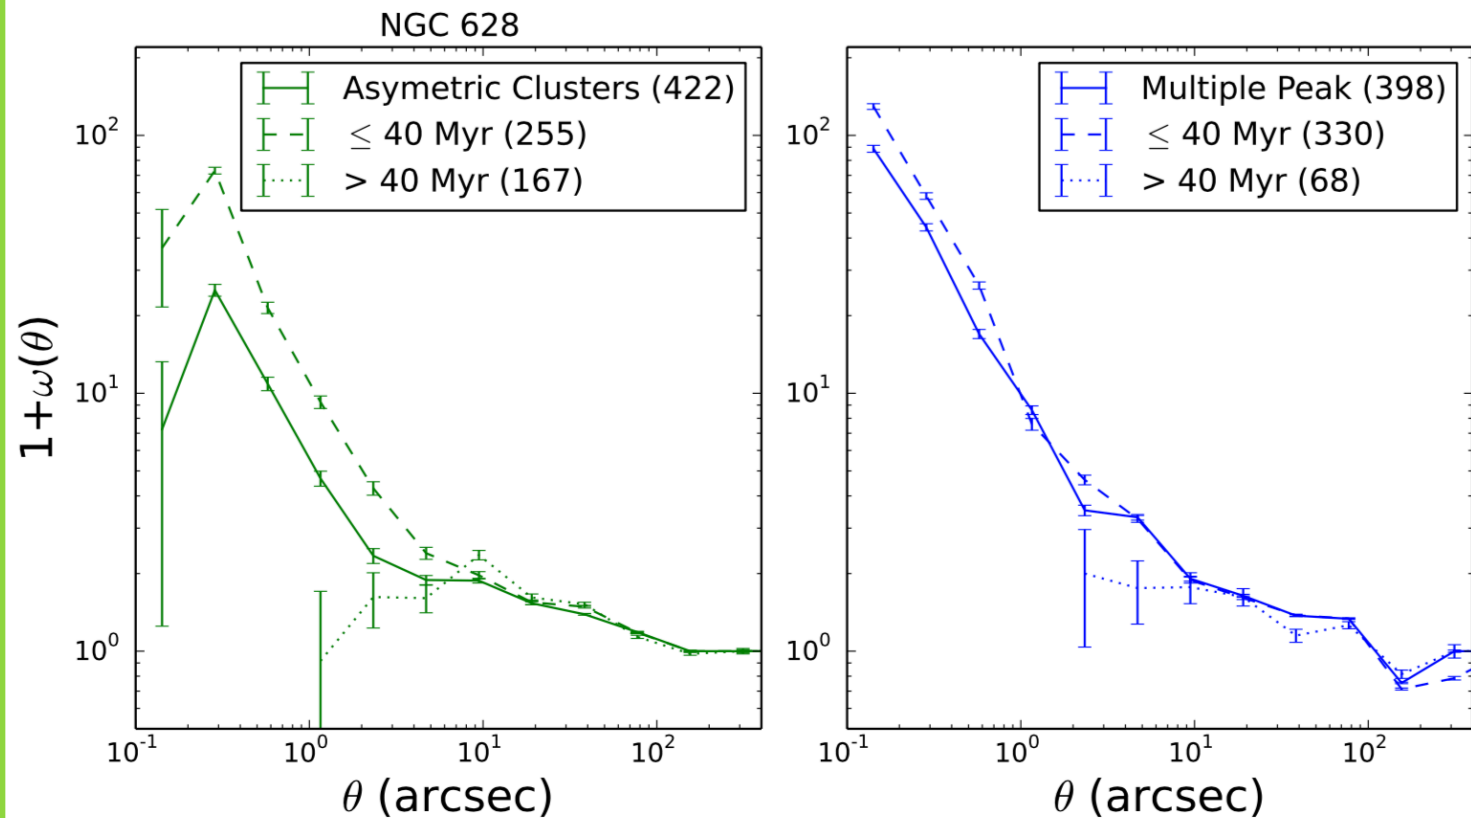 NGC 628
Asymetric Clusters (422)
≤ 40 Myr (255)
> 40 Myr (167)
Multiple Peak (398)
≤ 40 Myr (330)
> 40 Myr (68)
1+ω(θ)
10²
10¹
10⁰
10²
10¹
10⁰
10⁻¹ 10⁰ 10¹ 10²
10⁻¹ 10⁰ 10¹ 10²
θ (arcsec)
θ (arcsec)